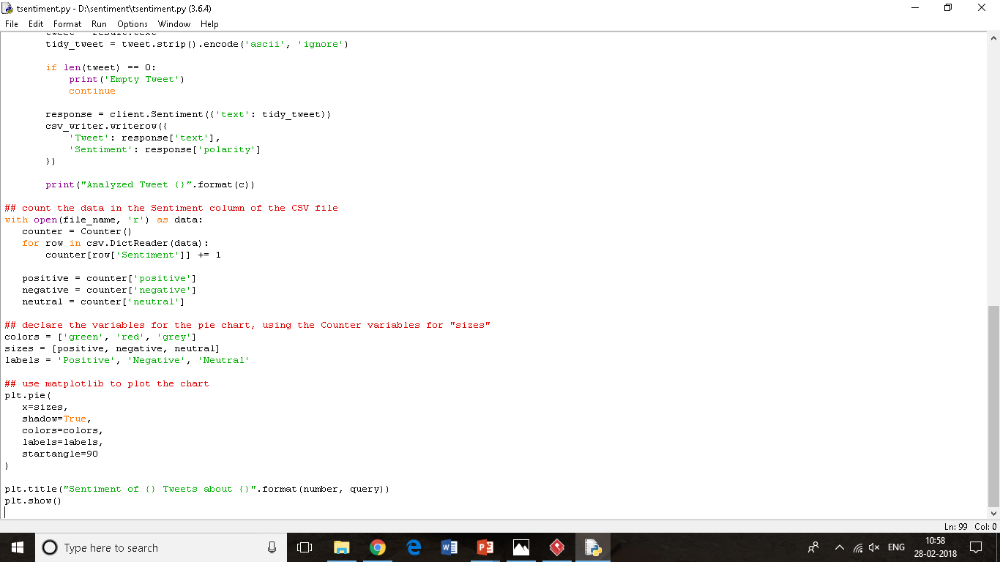 tsentiment.py - D:\sentiment\tsentiment.py (3.6.4)
File Edit Format Run Options Window Help
tweet = result.text
tidy_tweet = tweet.strip().encode('ascii', 'ignore')
if len(tweet) == 0:
print('Empty Tweet')
continue
response = client.Sentiment({'text': tidy_tweet})
csv_writer.writerow({
'Tweet': response['text'],
'Sentiment': response['polarity']
})
print("Analyzed Tweet {}".format(c))
## count the data in the Sentiment column of the CSV file
with open(file_name, 'r') as data:
counter = Counter()
for row in csv.DictReader(data):
counter[row['Sentiment']] += 1
positive = counter['positive']
negative = counter['negative']
neutral = counter['neutral']
## declare the variables for the pie chart, using the Counter variables for "sizes"
colors = ['green', 'red', 'grey']
sizes = [positive, negative, neutral]
labels = 'Positive', 'Negative', 'Neutral'
## use matplotlib to plot the chart
plt.pie(
x=sizes,
shadow=True,
colors=colors,
labels=labels,
startangle=90
)
plt.title("Sentiment of {} Tweets about {}".format(number, query))
plt.show()
Ln: 99 Col: 0
Type here to search
ENG
10:58
28-02-2018